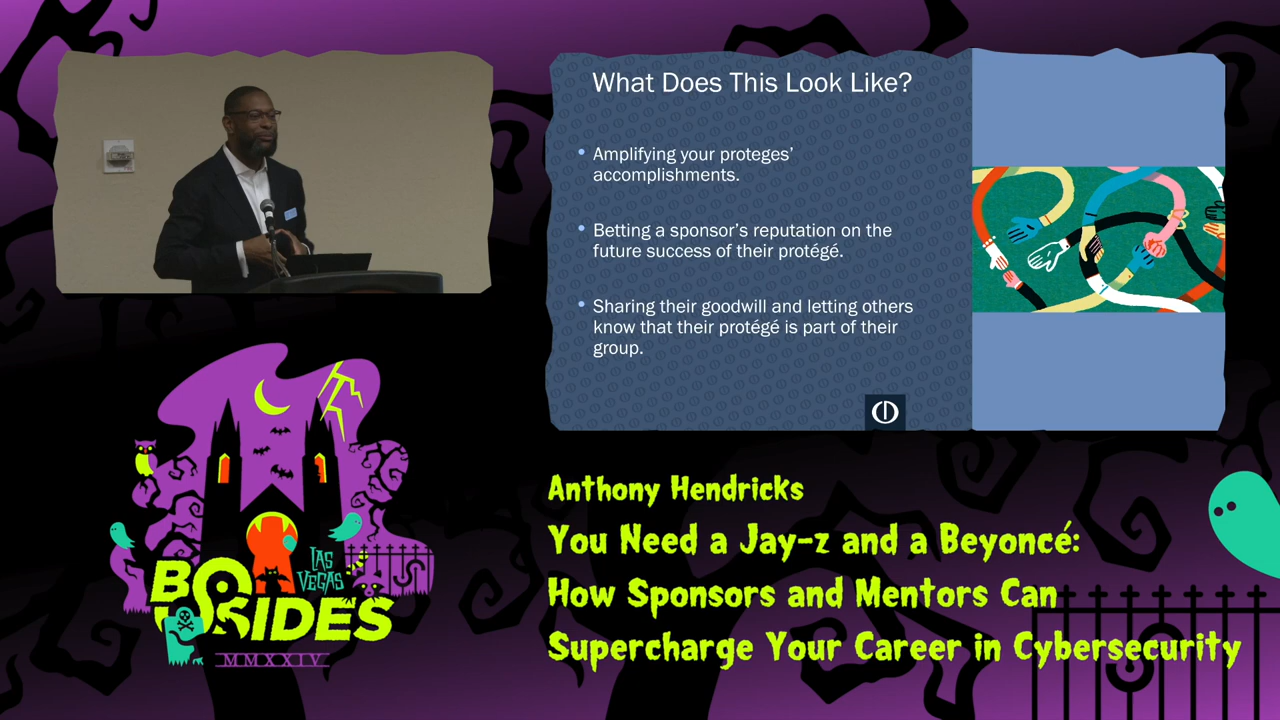 What Does This Look Like?
• Amplifying your proteges'
accomplishments.
• Betting a sponsor's reputation on the
future success of their protégé.
• Sharing their goodwill and letting others
know that their protégé is part of their
group.
Anthony Hendricks
You Need a Jay-z and a Beyoncé:
How Sponsors and Mentors Can
Supercharge Your Career in Cybersecurity
LAS
VEGAS
BSIDES
MMXXIV